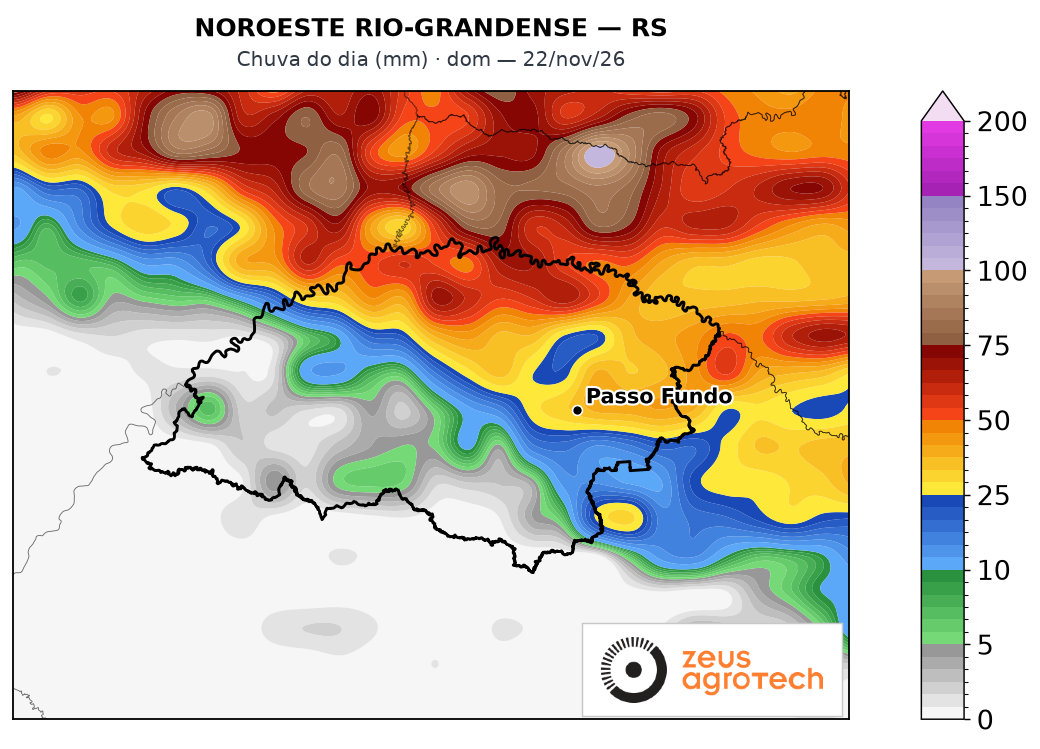 NOROESTE RIO-GRANDENSE — RS
Chuva do dia (mm) · dom — 22/nov/26
200
150
100
75
50
25
10
5
0
Passo Fundo
zeus
agrotech